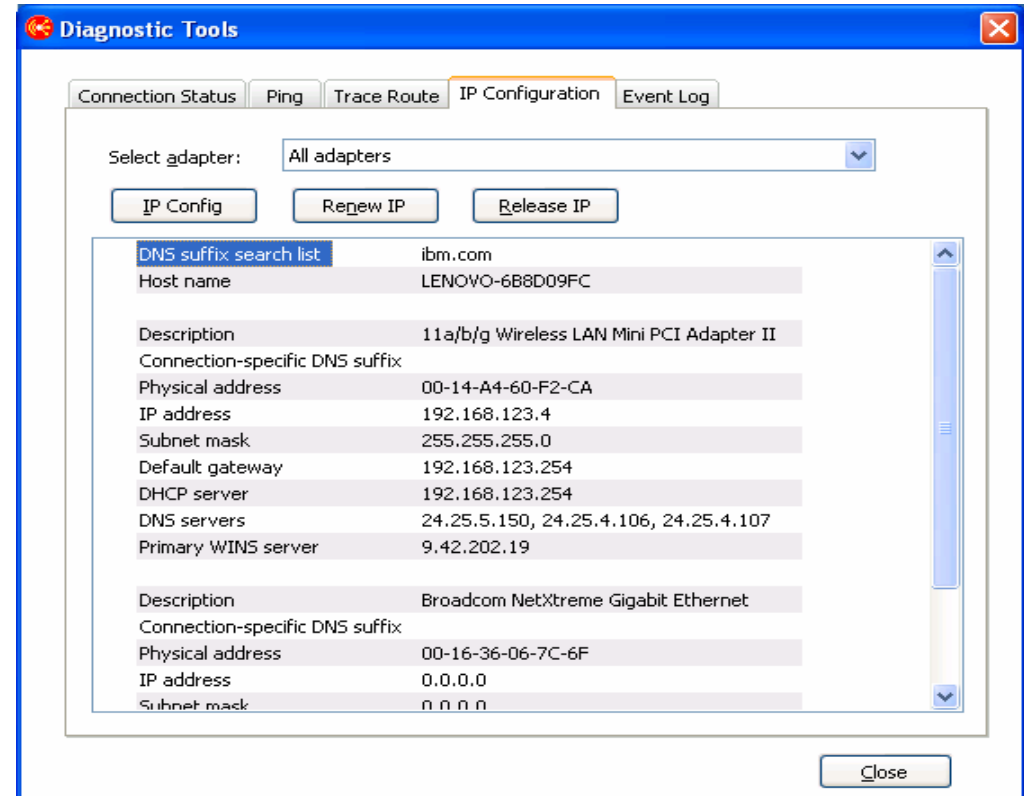 Diagnostic Tools
Connection Status Ping Trace Route IP Configuration Event Log
Select adapter: All adapters
IP Config Renew IP Release IP
DNS suffix search list ibm.com
Host name LENOVO-6B8D09FC
Description 11a/b/g Wireless LAN Mini PCI Adapter II
Connection-specific DNS suffix
Physical address 00-14-A4-60-F2-CA
IP address 192.168.123.4
Subnet mask 255.255.255.0
Default gateway 192.168.123.254
DHCP server 192.168.123.254
DNS servers 24.25.5.150, 24.25.4.106, 24.25.4.107
Primary WINS server 9.42.202.19
Description Broadcom NetXtreme Gigabit Ethernet
Connection-specific DNS suffix
Physical address 00-16-36-06-7C-6F
IP address 0.0.0.0
Subnet mask 0.0.0.0
Close